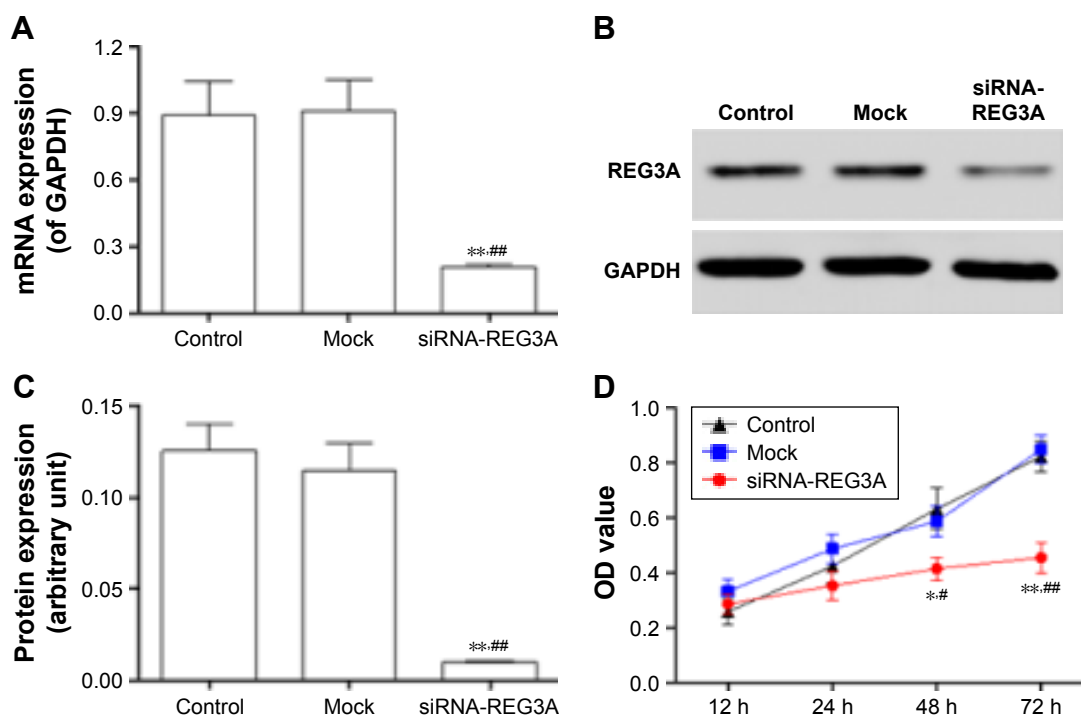 A
mRNA expression
(of GAPDH)
1.2
0.9
0.6
0.3
0.0
**,##
Control Mock siRNA-REG3A
B
Control Mock siRNA-
REG3A
REG3A
GAPDH
C
Protein expression
(arbitrary unit)
0.15
0.10
0.05
0.00
**,##
Control Mock siRNA-REG3A
D
OD value
1.0
0.8
0.6
0.4
0.2
0.0
Control
Mock
siRNA-REG3A
*,#
**,##
12 h 24 h 48 h 72 h